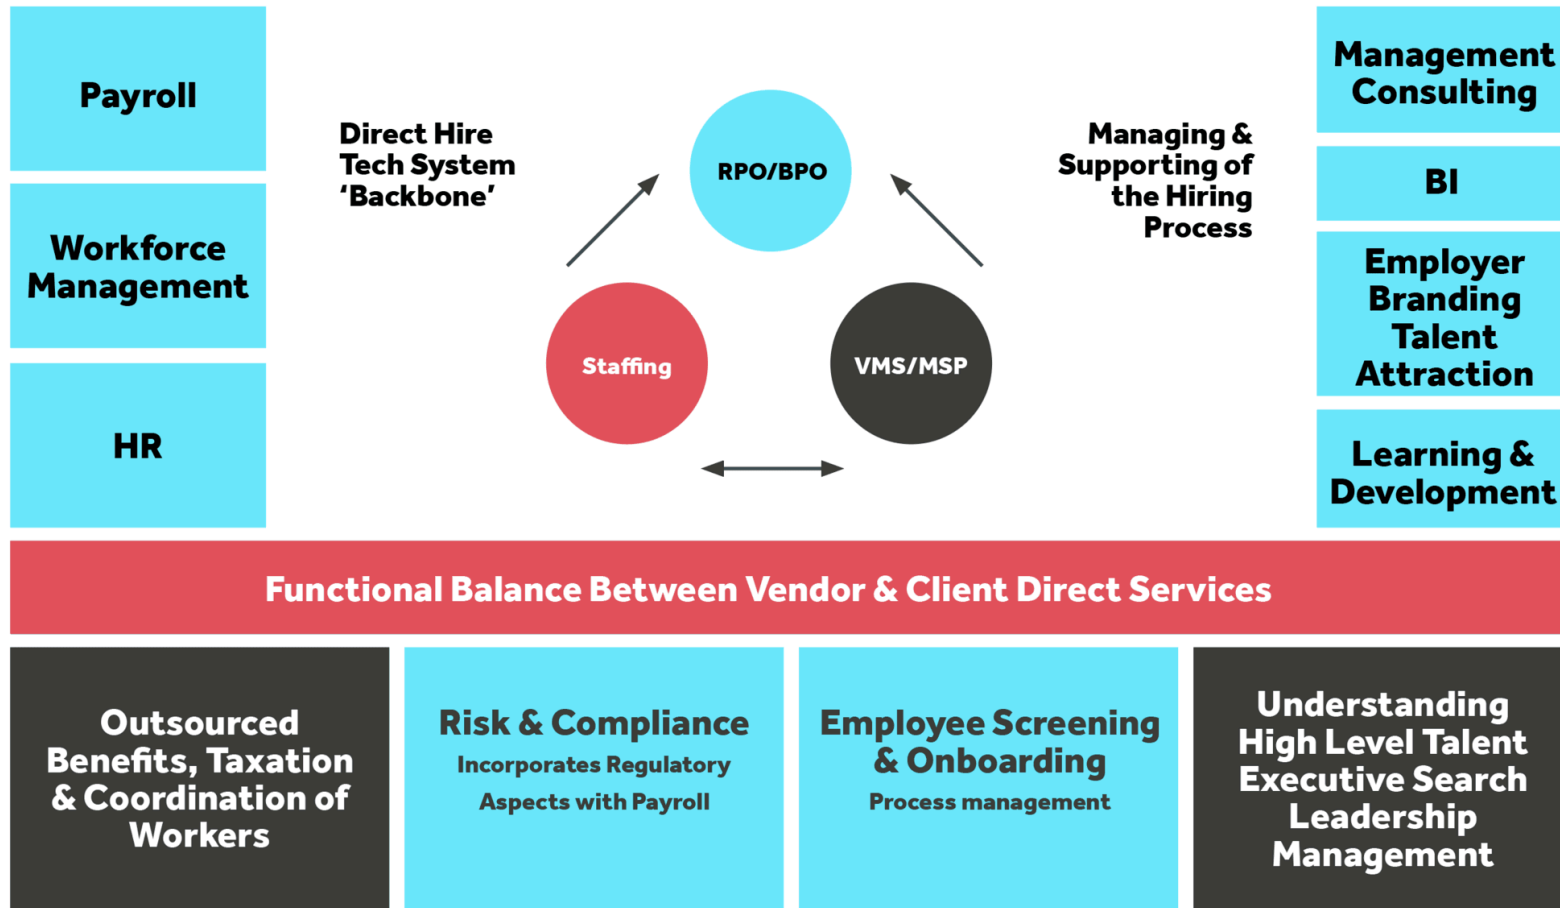 Payroll
Workforce
Management
HR
Direct Hire
Tech System
‘Backbone’
RPO/BPO
Staffing
VMS/MSP
Managing &
Supporting of
the Hiring
Process
Management
Consulting
BI
Employer
Branding
Talent
Attraction
Learning &
Development
Functional Balance Between Vendor & Client Direct Services
Outsourced
Benefits, Taxation
& Coordination of
Workers
Risk & Compliance
Incorporates Regulatory
Aspects with Payroll
Employee Screening
& Onboarding
Process management
Understanding
High Level Talent
Executive Search
Leadership
Management